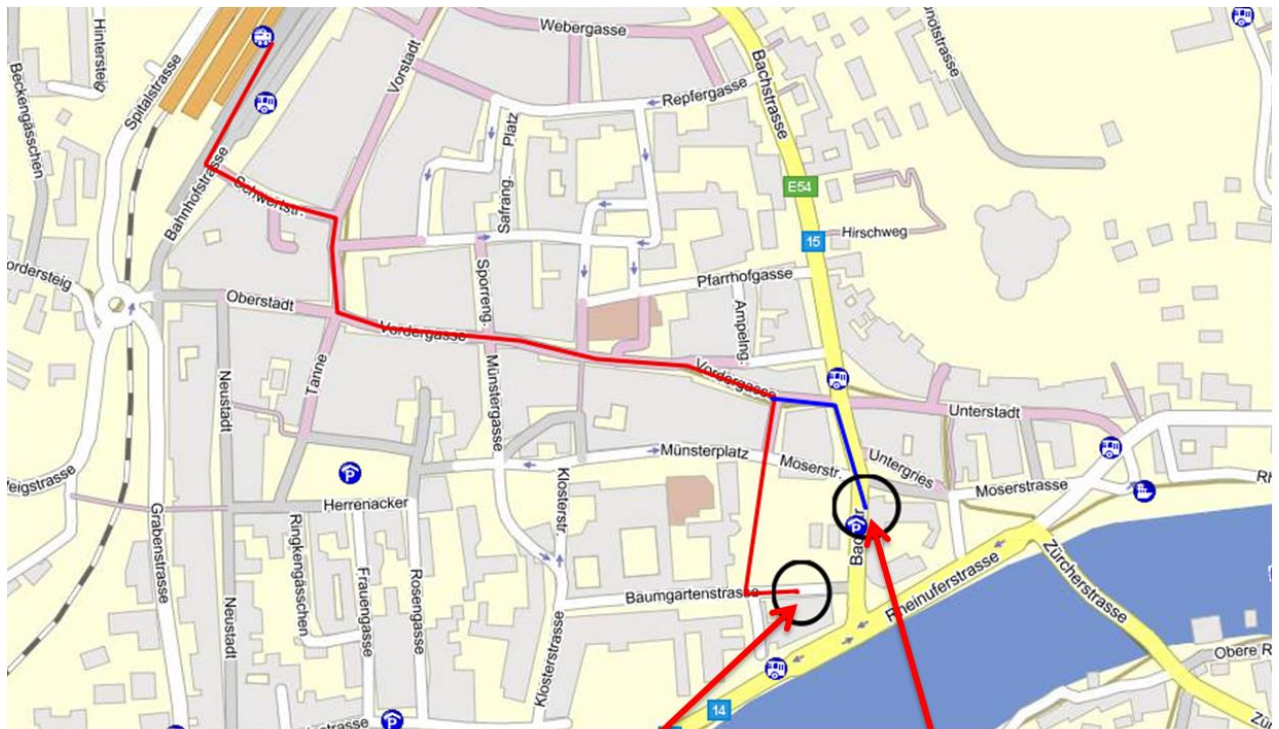 Webergasse
Hintersteig
Vorstadt
Bachstrasse
Spitalstrasse
Beckengässchen
Repfergasse
Platz
Safrang.
E54
15
Hirschweg
Bahnhofstrasse
Schwertstr.
Sporreng.
Pfarrhofgasse
Ampelng.
Oberstadt
Vordergasse
Vordergasse
Tanne
Münstergasse
Neustadt
Unterstadt
Münsterplatz
Moserstr.
Untergries
Moserstrasse
Herrenacker
Klosterstr.
Grabenstrasse
Ringkengässchen
Frauengasse
Rosengasse
Neustadt
Baumgartenstrasse
Klosterstrasse
Rheinuferstrasse
Zürcherstrasse
14